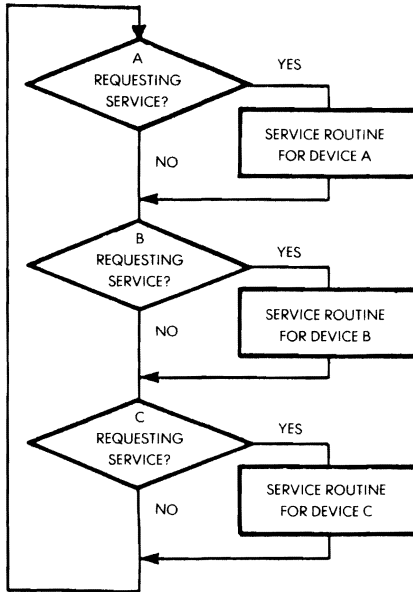 A
REQUESTING
SERVICE?
YES
SERVICE ROUTINE
FOR DEVICE A
NO
B
REQUESTING
SERVICE?
YES
SERVICE ROUTINE
FOR DEVICE B
NO
C
REQUESTING
SERVICE?
YES
SERVICE ROUTINE
FOR DEVICE C
NO